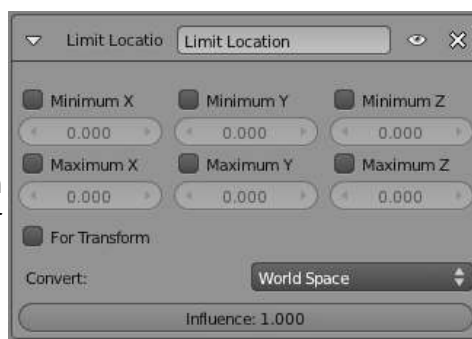 Limit Locatio Limit Location
Minimum X Minimum Y Minimum Z
0.000 0.000 0.000
Maximum X Maximum Y Maximum Z
0.000 0.000 0.000
For Transform
Convert: World Space
Influence: 1.000